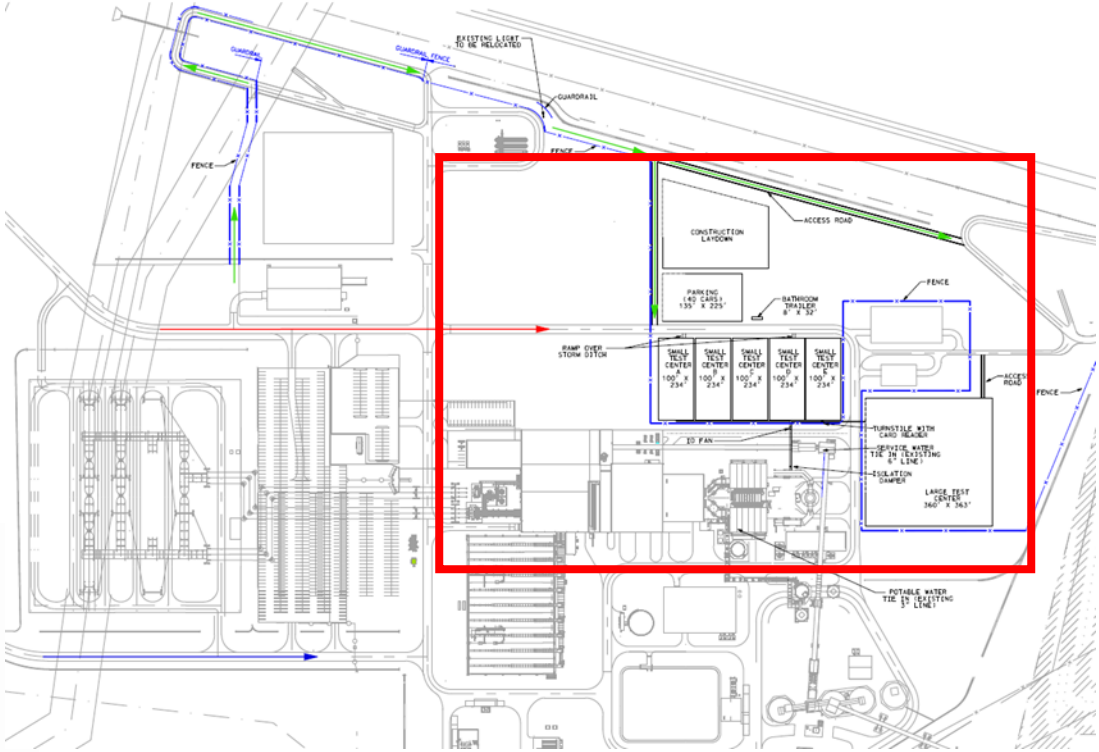 EXISTING LIGHT
TO BE RELOCATED
GUARDRAIL
GUARDRAIL FENCE
GUARDRAIL
FENCE
FENCE
ACCESS ROAD
CONSTRUCTION
LAYDOWN
PARKING
(40 CARS)
135' X 225'
BATHROOM
TRAILER
8' X 32'
FENCE
RAMP OVER
STORM DITCH
SMALL
TEST
CENTER
A
100' X
234'
SMALL
TEST
CENTER
B
100' X
234'
SMALL
TEST
CENTER
C
100' X
234'
SMALL
TEST
CENTER
D
100' X
234'
SMALL
TEST
CENTER
E
100' X
234'
ACCESS
ROAD
FENCE
TURNSTILE WITH
CARD READER
ID FAN
SERVICE WATER
TIE IN (EXISTING
6" LINE)
ISOLATION
DAMPER
LARGE TEST
CENTER
360' X 363'
POTABLE WATER
TIE IN (EXISTING
3" LINE)